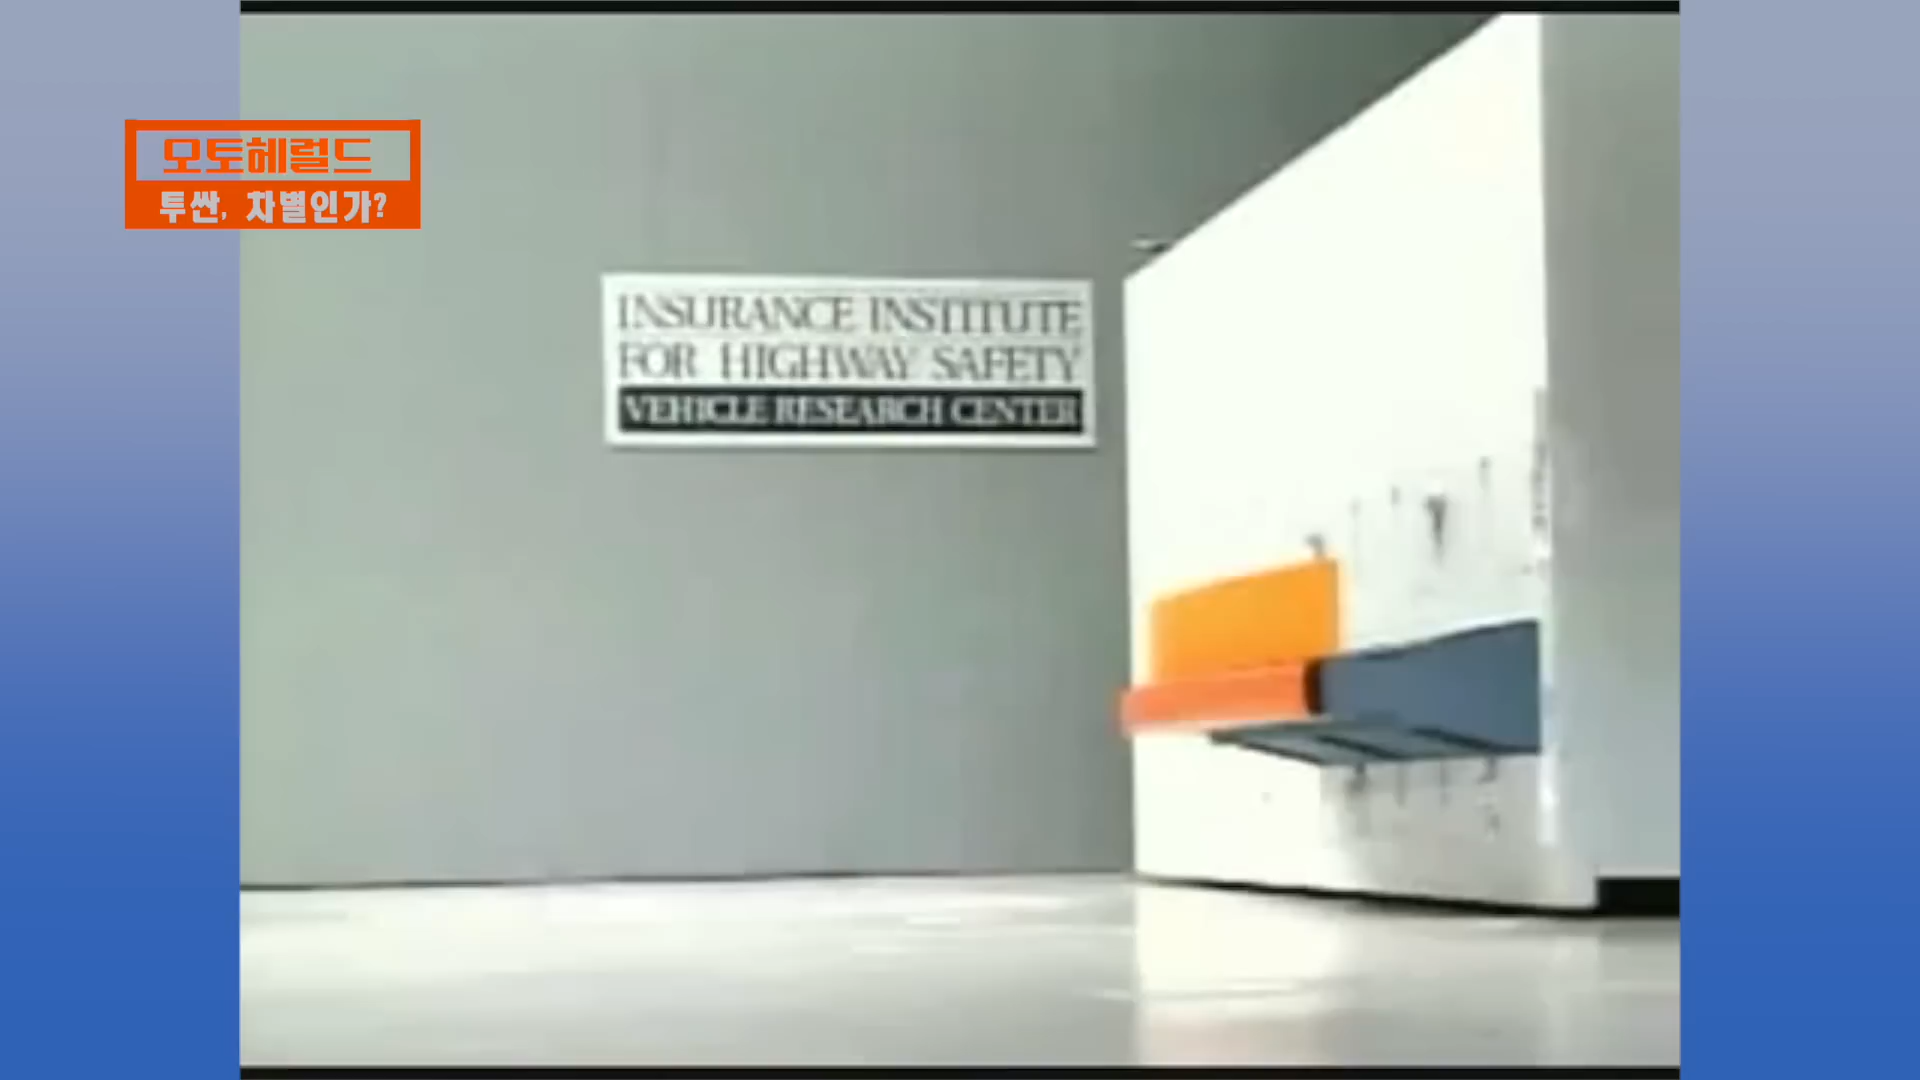 모토헤럴드
투싼, 차별인가?
INSURANCE INSTITUTE
FOR HIGHWAY SAFETY
VEHICLE RESEARCH CENTER